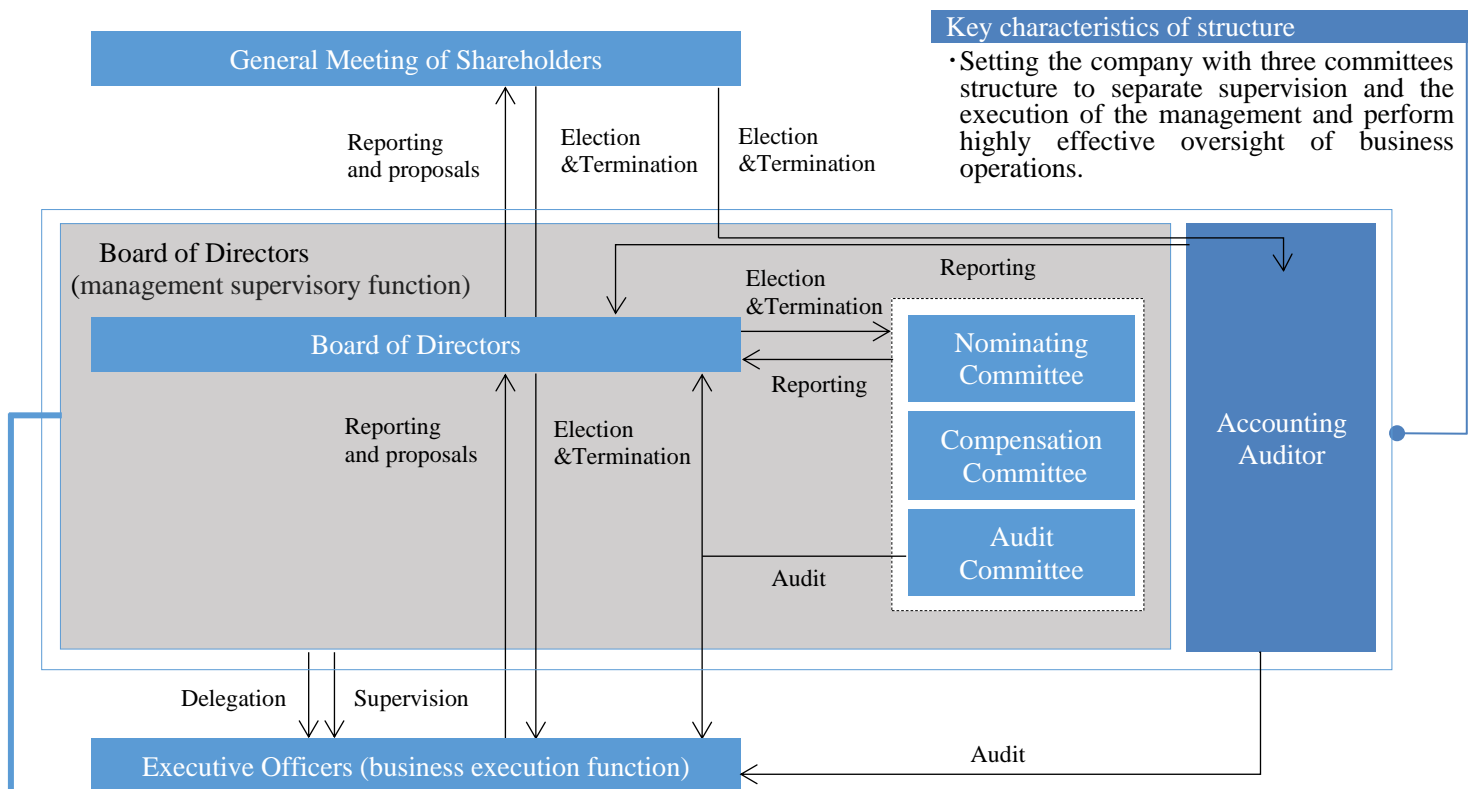 Key characteristics of structure
・Setting the company with three committees
structure to separate supervision and the
execution of the management and perform
highly effective oversight of business
operations.
General Meeting of Shareholders
Reporting
and proposals
Election
&Termination
Election
&Termination
Board of Directors
(management supervisory function)
Reporting
Election
&Termination
Board of Directors
Reporting
Nominating
Committee
Compensation
Committee
Audit
Committee
Accounting
Auditor
Reporting
and proposals
Election
&Termination
Audit
Delegation
Supervision
Audit
Executive Officers (business execution function)